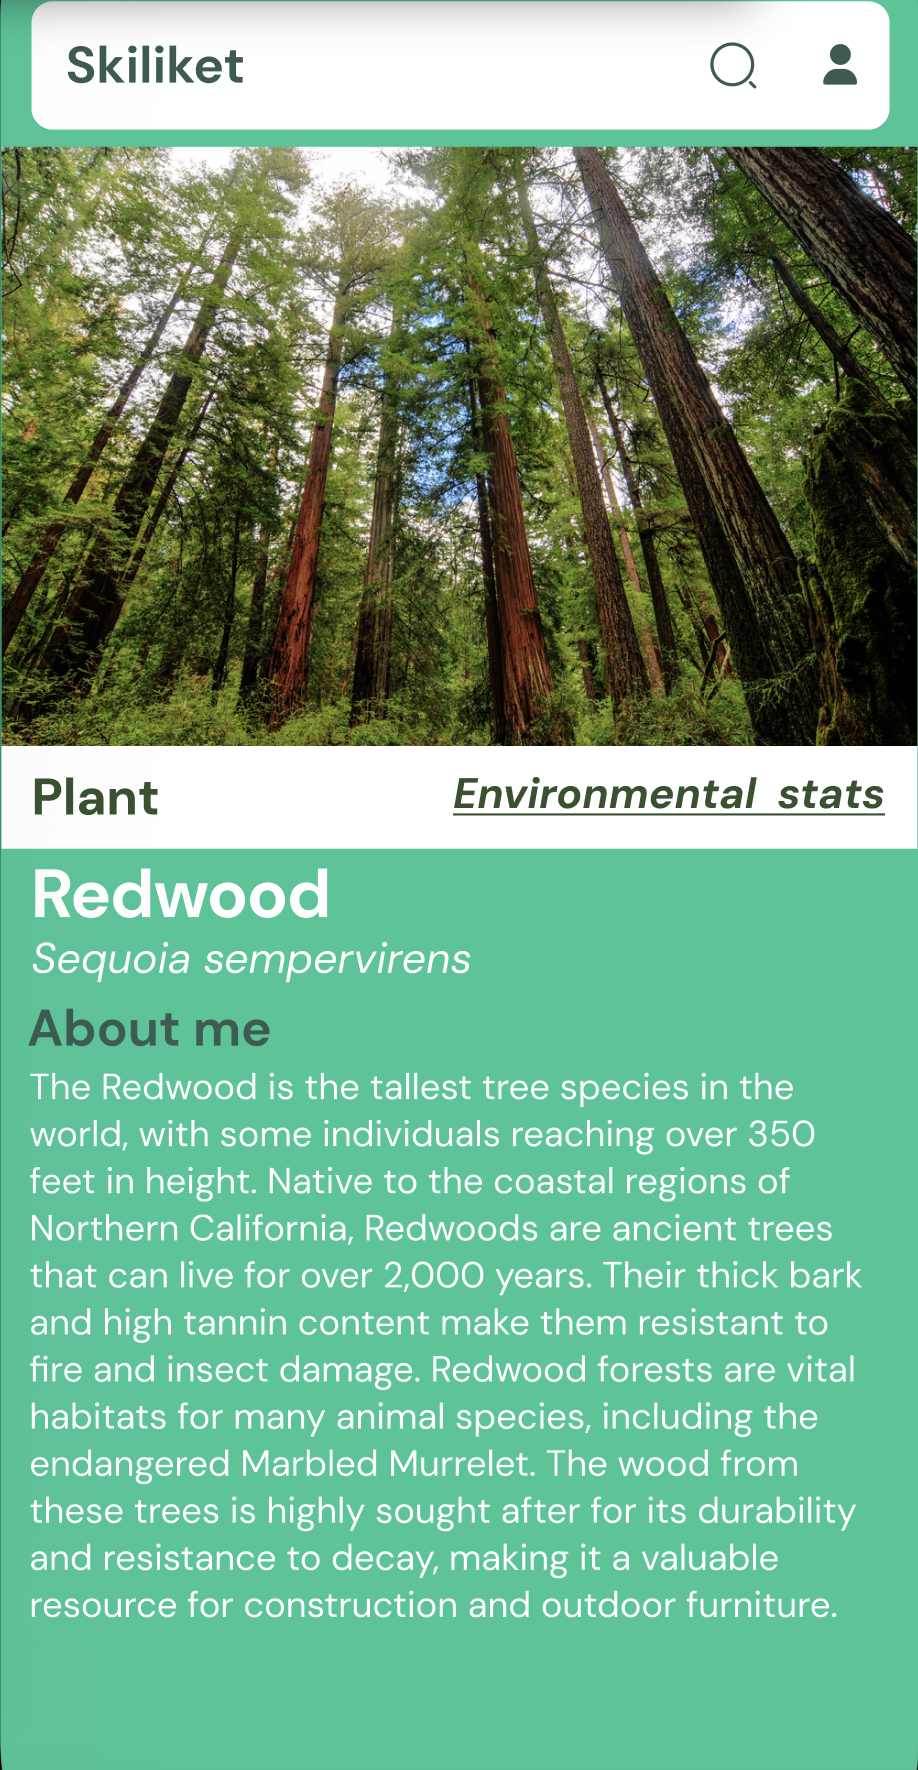 Skiliket
Plant
Environmental stats
Redwood
Sequoia sempervirens
About me
The Redwood is the tallest tree species in the
world, with some individuals reaching over 350
feet in height. Native to the coastal regions of
Northern California, Redwoods are ancient trees
that can live for over 2,000 years. Their thick bark
and high tannin content make them resistant to
fire and insect damage. Redwood forests are vital
habitats for many animal species, including the
endangered Marbled Murrelet. The wood from
these trees is highly sought after for its durability
and resistance to decay, making it a valuable
resource for construction and outdoor furniture.